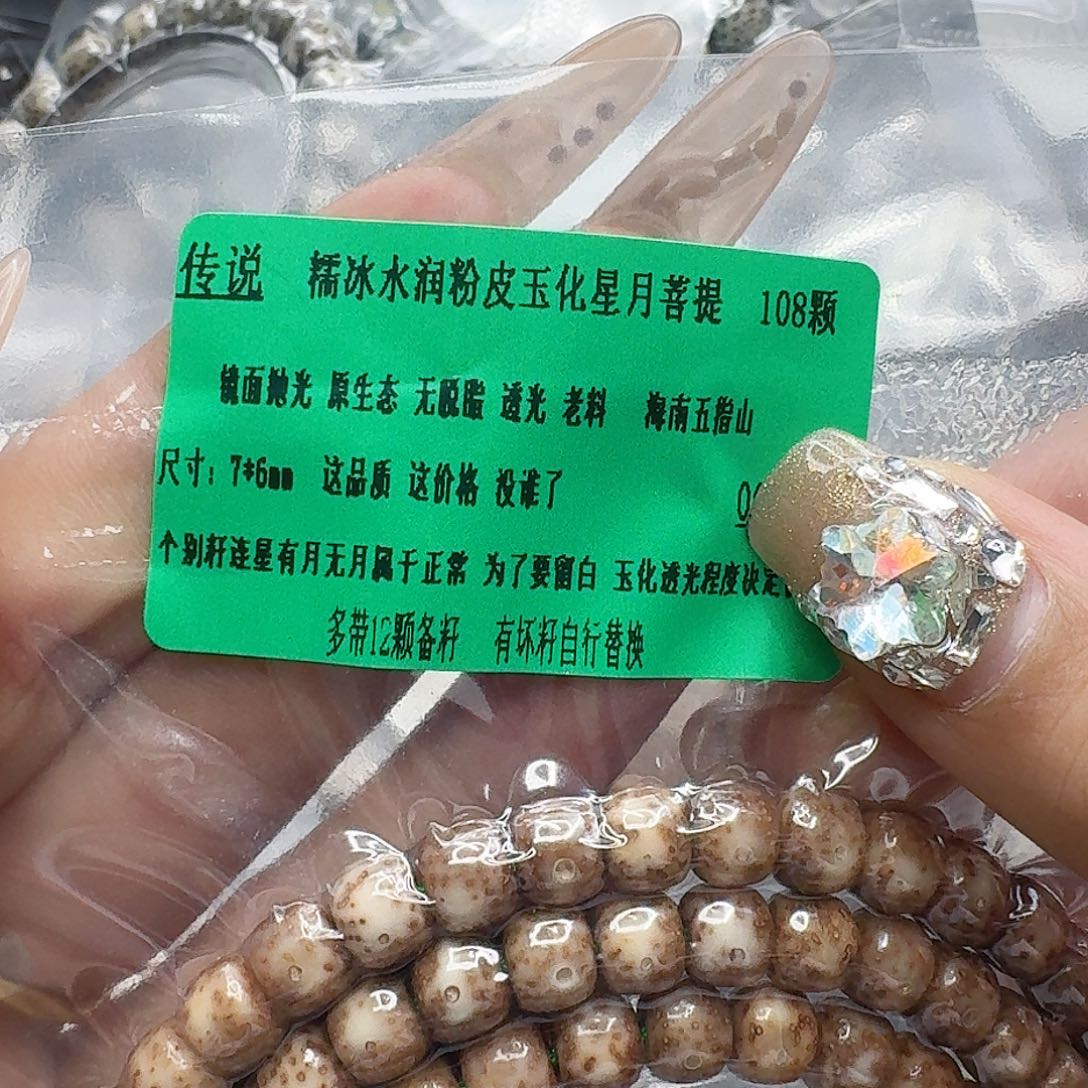 传说 糯冰水润粉皮玉化星月菩提 108颗
镜面抛光 原生态 无脱脂 透光 老料 海南五指山
尺寸：7*6mm 这品质 这价格 没谁了
个别籽连星有月无月属于正常 为了要留白 玉化透光程度决定
多带12颗备籽 有坏籽自行替换